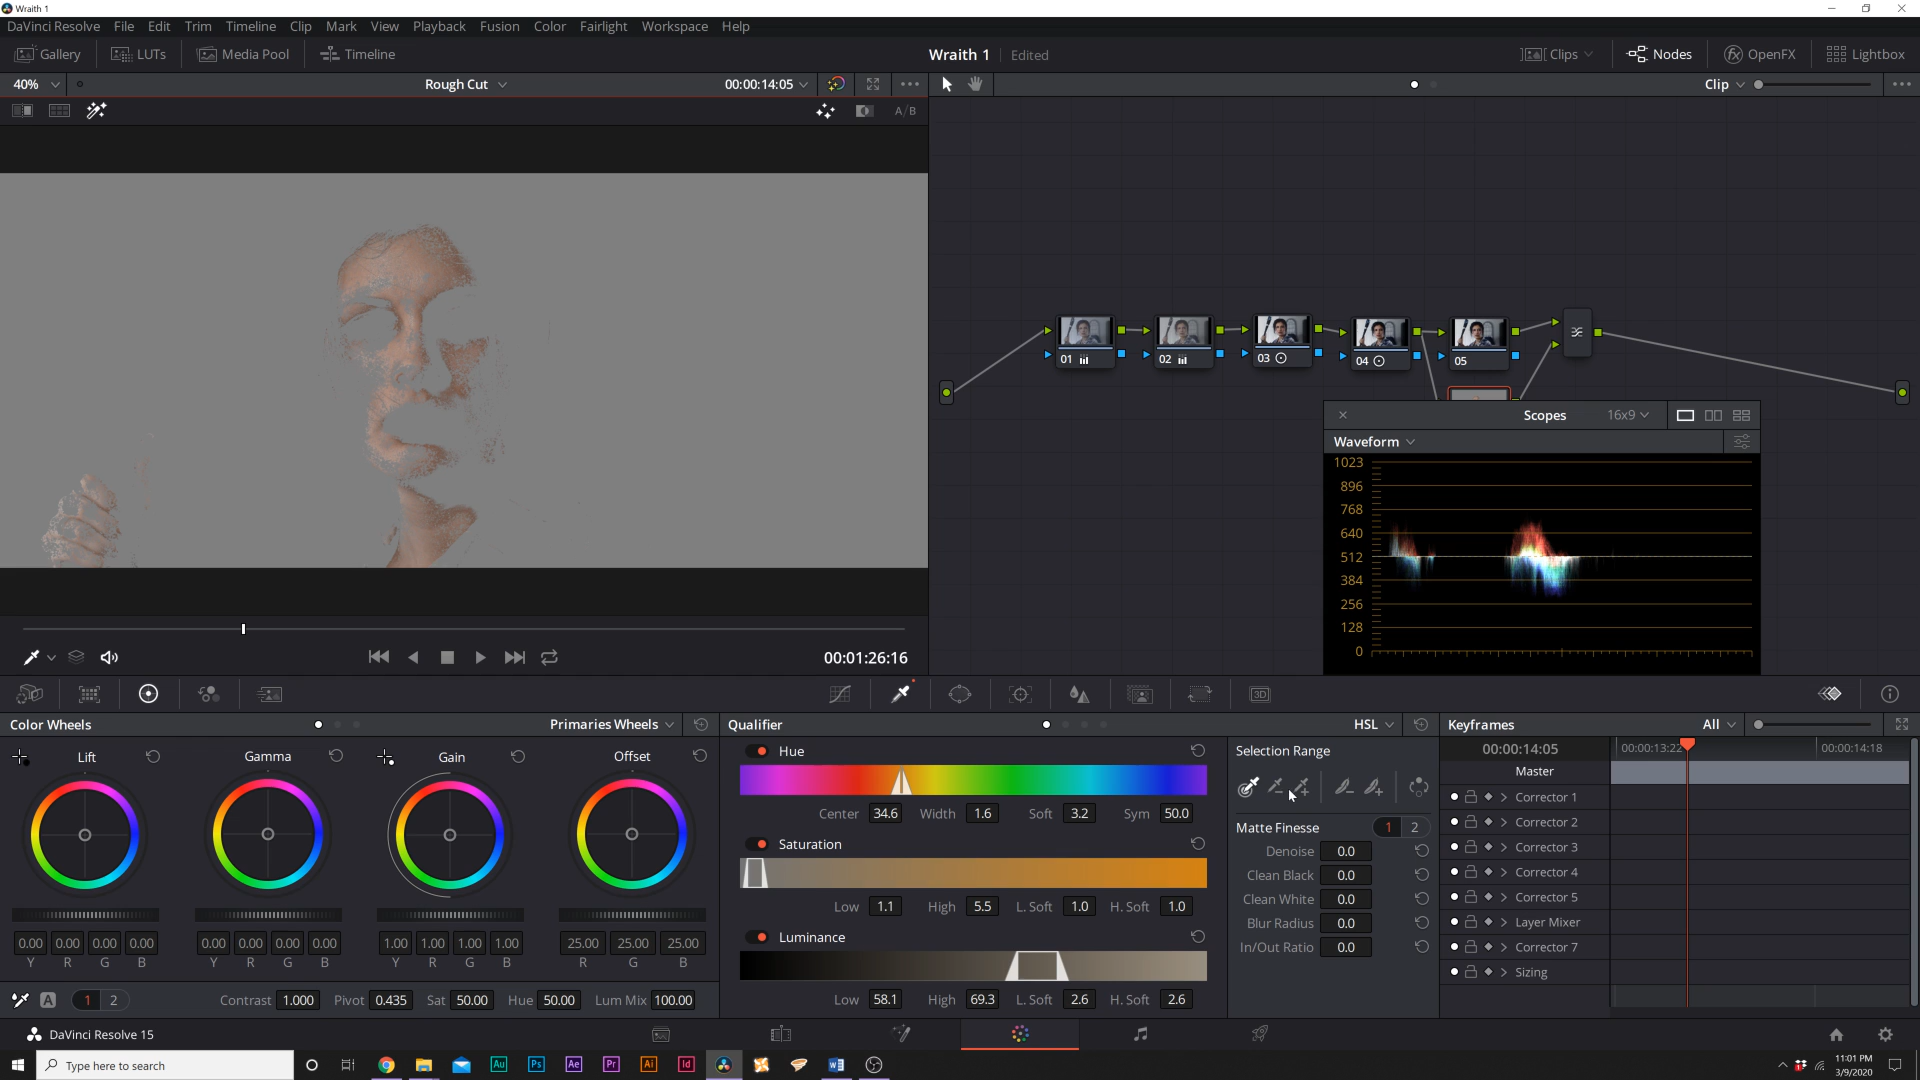 Wraith 1
DaVinci Resolve File Edit Trim Timeline Clip Mark View Playback Fusion Color Fairlight Workspace Help
Gallery LUTs Media Pool Timeline Wraith 1 Edited Clips Nodes OpenFX Lightbox
40% Rough Cut 00:00:14:05 Clip
A/B
01 02 03 04 05
Scopes 16x9
Waveform
1023
896
768
640
512
384
256
128
0
00:01:26:16
3D
Color Wheels Primaries Wheels Qualifier HSL Keyframes All
Lift Gamma Gain Offset
Hue
Center 34.6 Width 1.6 Soft 3.2 Sym 50.0
Saturation
Low 1.1 High 5.5 L. Soft 1.0 H. Soft 1.0
Luminance
Low 58.1 High 69.3 L. Soft 2.6 H. Soft 2.6
Selection Range
Matte Finesse 1 2
Denoise 0.0
Clean Black 0.0
Clean White 0.0
Blur Radius 0.0
In/Out Ratio 0.0
00:00:14:05 00:00:13:22 00:00:14:18
Master
Corrector 1
Corrector 2
Corrector 3
Corrector 4
Corrector 5
Layer Mixer
Corrector 7
Sizing
0.00 0.00 0.00 0.00 0.00 0.00 0.00 0.00 1.00 1.00 1.00 1.00 25.00 25.00 25.00
Y R G B Y R G B Y R G B R G B
A 1 2 Contrast 1.000 Pivot 0.435 Sat 50.00 Hue 50.00 Lum Mix 100.00
DaVinci Resolve 15
Type here to search
Au Ps Ae Pr Ai Id
11:01 PM
3/9/2020